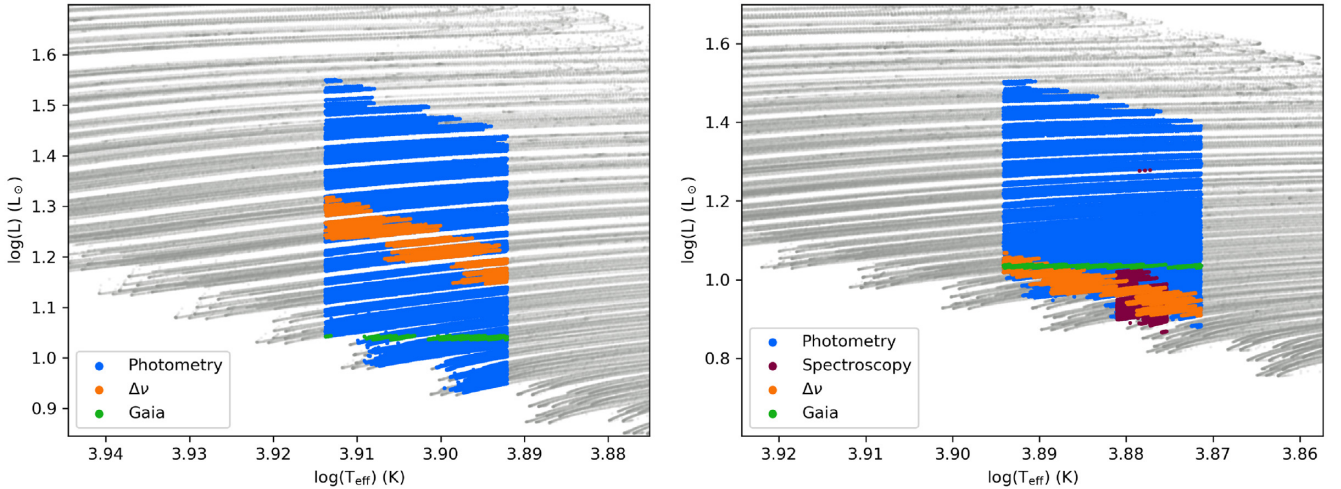 1.6
1.5
1.4
1.3
1.2
1.1
1.0
0.9
log(L) (L⊙)
Photometry
Δν
Gaia
3.94 3.93 3.92 3.91 3.90 3.89 3.88
log(Teff) (K)
1.6
1.4
1.2
1.0
0.8
log(L) (L⊙)
Photometry
Spectroscopy
Δν
Gaia
3.92 3.91 3.90 3.89 3.88 3.87 3.86
log(Teff) (K)